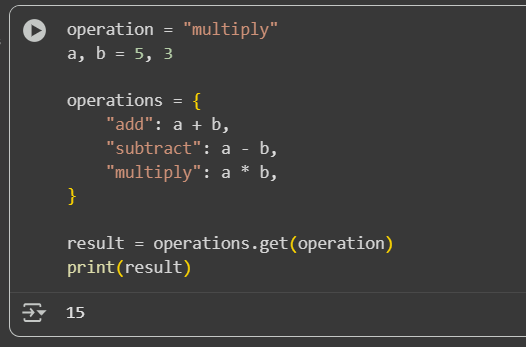 operation = "multiply"
a, b = 5, 3

operations = {
    "add": a + b,
    "subtract": a - b,
    "multiply": a * b,
}

result = operations.get(operation)
print(result)
15